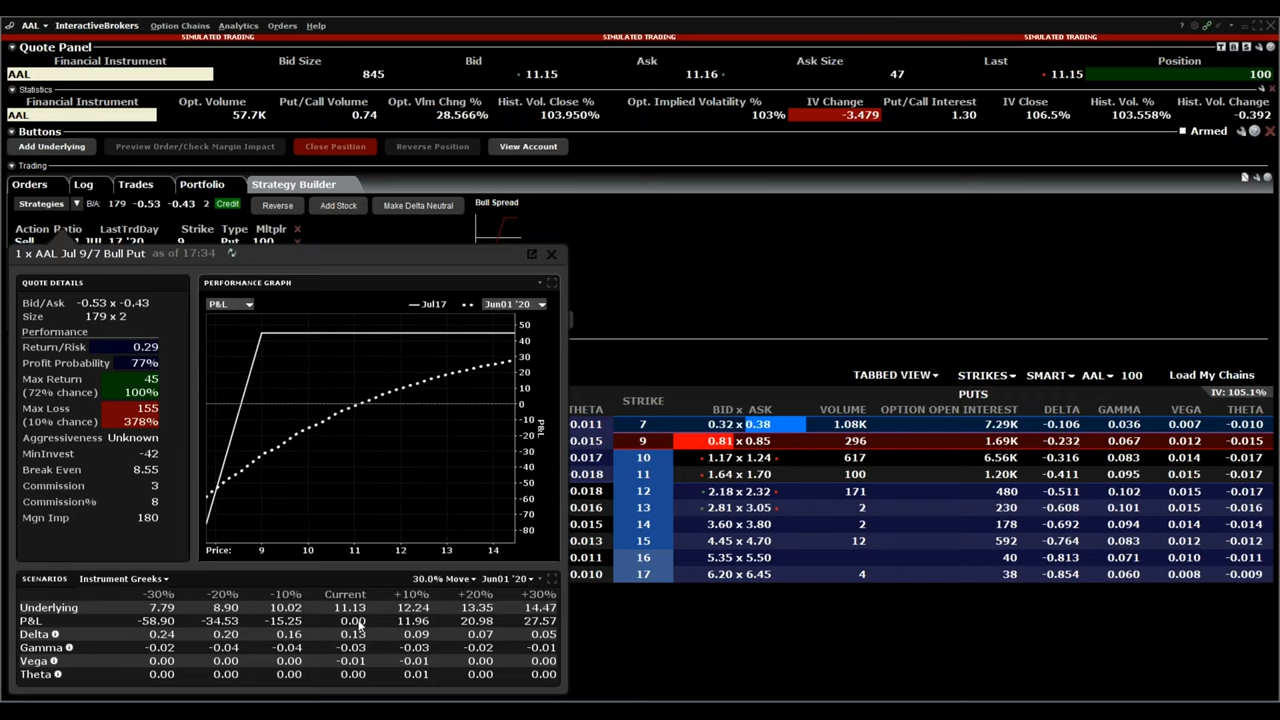 AAL InteractiveBrokers Option Chains Analytics Orders Help ?
SIMULATED TRADING SIMULATED TRADING SIMULATED TRADING
Quote Panel
Financial Instrument Bid Size Bid Ask Ask Size Last Position
AAL 845 11.15 11.16 47 11.15 100
Statistics
Financial Instrument Opt. Volume Put/Call Volume Opt. Vlm Chng % Hist. Vol. Close % Opt. Implied Volatility % IV Change Put/Call Interest IV Close Hist. Vol. % Hist. Vol. Change
AAL 57.7K 0.74 28.566% 103.950% 103% -3.479 1.30 106.5% 103.558% -0.392
Buttons Armed
Add Underlying Preview Order/Check Margin Impact Close Position Reverse Position View Account
Trading
Orders Log Trades Portfolio Strategy Builder
Strategies B/A: 179 -0.53 -0.43 2 Credit Reverse Add Stock Make Delta Neutral Bull Spread
Action Ratio LastTrdDay Strike Type Mltplr
Sell 1 JUL 17 '20 9 Put 100
1 x AAL Jul 9/7 Bull Put as of 17:34
QUOTE DETAILS
Bid/Ask -0.53 x -0.43
Size 179 x 2
Performance
Return/Risk 0.29
Profit Probability 77%
Max Return 45
(72% chance) 100%
Max Loss 155
(10% chance) 378%
Aggressiveness Unknown
MinInvest -42
Break Even 8.55
Commission 3
Commission% 8
Mgn Imp 180
PERFORMANCE GRAPH
P&L Jul17 Jun01 '20
50
40
30
20
10
0
-10
-20
-30
-40
-50
-60
-70
-80
P&L
Price: 9 10 11 12 13 14
SCENARIOS Instrument Greeks 30.0% Move Jun01 '20
-30% -20% -10% Current +10% +20% +30%
Underlying 7.79 8.90 10.02 11.13 12.24 13.35 14.47
P&L -58.90 -34.53 -15.25 0.00 11.96 20.98 27.57
Delta 0.24 0.20 0.16 0.13 0.09 0.07 0.05
Gamma -0.02 -0.04 -0.04 -0.03 -0.03 -0.02 -0.01
Vega 0.00 0.00 0.00 -0.01 -0.01 0.00 0.00
Theta 0.00 0.00 0.00 0.00 0.01 0.00 0.00
TABBED VIEW STRIKES SMART AAL 100 Load My Chains
PUTS IV: 105.1%
THETA STRIKE BID x ASK VOLUME OPTION OPEN INTEREST DELTA GAMMA VEGA THETA
0.011 7 0.32 x 0.38 1.08K 7.29K -0.106 0.036 0.007 -0.010
0.015 9 0.81 x 0.85 296 1.69K -0.232 0.067 0.012 -0.015
0.017 10 1.17 x 1.24 617 6.56K -0.316 0.083 0.014 -0.017
0.018 11 1.64 x 1.70 100 1.20K -0.411 0.095 0.015 -0.017
0.018 12 2.18 x 2.32 171 480 -0.511 0.102 0.015 -0.017
0.016 13 2.81 x 3.05 2 230 -0.608 0.101 0.015 -0.016
0.015 14 3.60 x 3.80 2 178 -0.692 0.094 0.014 -0.014
0.013 15 4.45 x 4.70 12 592 -0.764 0.083 0.012 -0.012
0.011 16 5.35 x 5.50 40 -0.813 0.071 0.010 -0.011
0.010 17 6.20 x 6.45 4 38 -0.854 0.060 0.008 -0.009